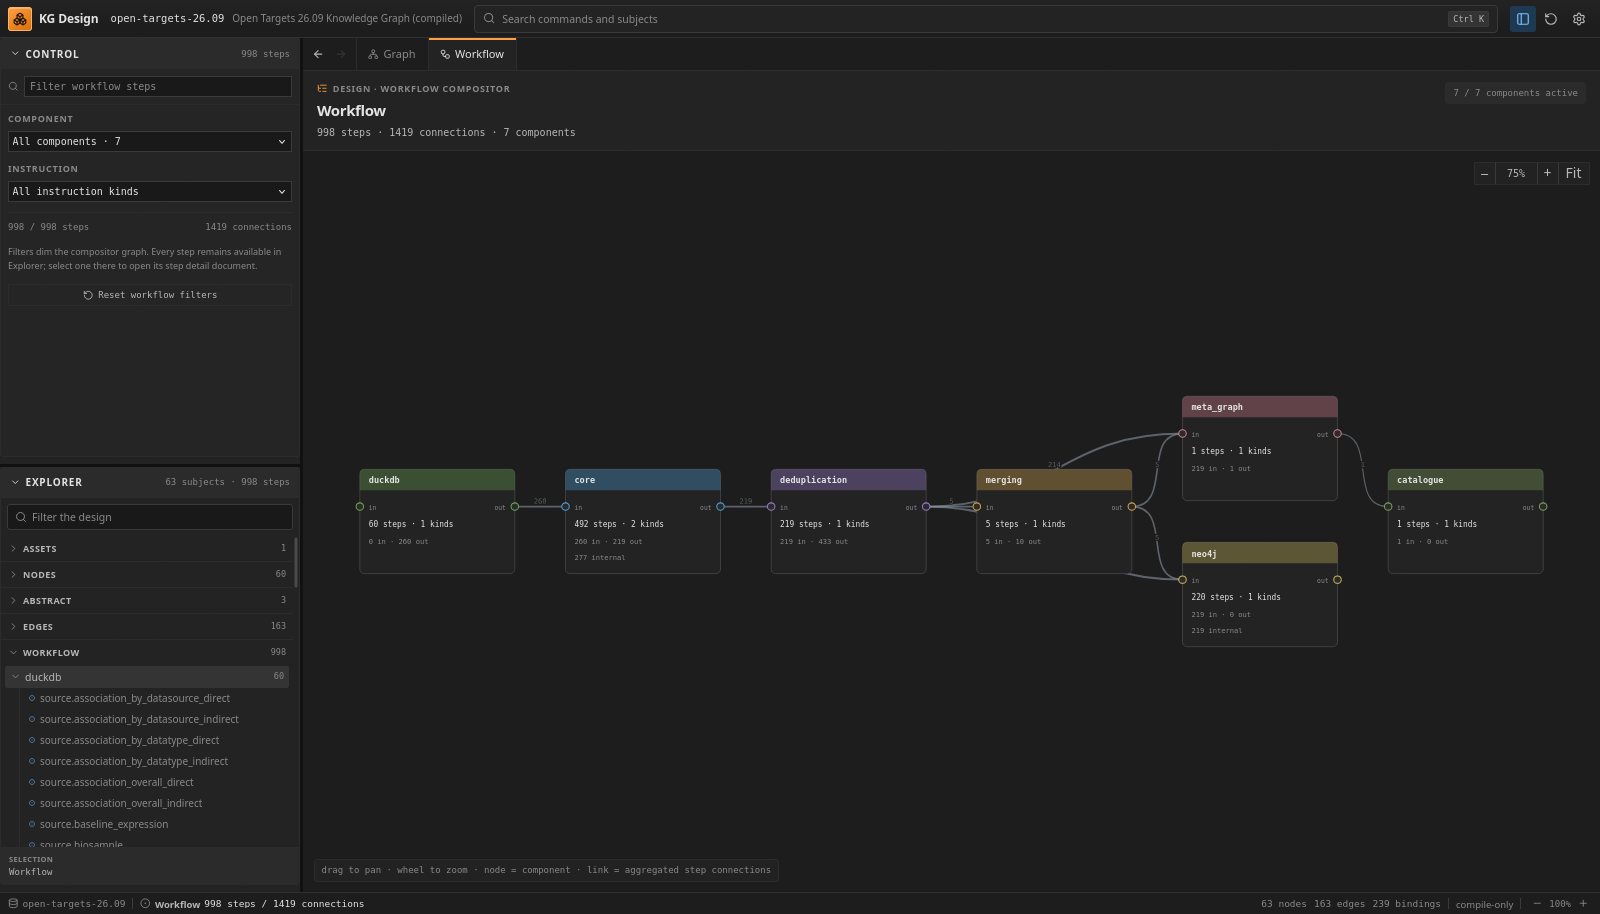 KG Design open-targets-26.09 Open Targets 26.09 Knowledge Graph (compiled) Search commands and subjects Ctrl K
CONTROL 998 steps
Filter workflow steps
COMPONENT
All components · 7
INSTRUCTION
All instruction kinds
998 / 998 steps 1419 connections
Filters dim the compositor graph. Every step remains available in
Explorer; select one there to open its step detail document.
Reset workflow filters
EXPLORER 63 subjects · 998 steps
Filter the design
ASSETS 1
NODES 60
ABSTRACT 3
EDGES 163
WORKFLOW 998
duckdb 60
source.association_by_datasource_direct
source.association_by_datasource_indirect
source.association_by_datatype_direct
source.association_by_datatype_indirect
source.association_overall_direct
source.association_overall_indirect
source.baseline_expression
source.biosample
SELECTION
Workflow
Graph Workflow
DESIGN · WORKFLOW COMPOSITOR
Workflow
998 steps · 1419 connections · 7 components
7 / 7 components active
– 75% + Fit
duckdb
in out
60 steps · 1 kinds
0 in · 260 out
260
core
in out
492 steps · 2 kinds
260 in · 219 out
277 internal
219
deduplication
in out
219 steps · 1 kinds
219 in · 433 out
5
214
merging
in out
5 steps · 1 kinds
5 in · 10 out
5
5
meta_graph
in out
1 steps · 1 kinds
219 in · 1 out
1
neo4j
in out
220 steps · 1 kinds
219 in · 0 out
219 internal
catalogue
in out
1 steps · 1 kinds
1 in · 0 out
drag to pan · wheel to zoom · node = component · link = aggregated step connections
open-targets-26.09 Workflow 998 steps / 1419 connections 63 nodes 163 edges 239 bindings compile-only − 100% +